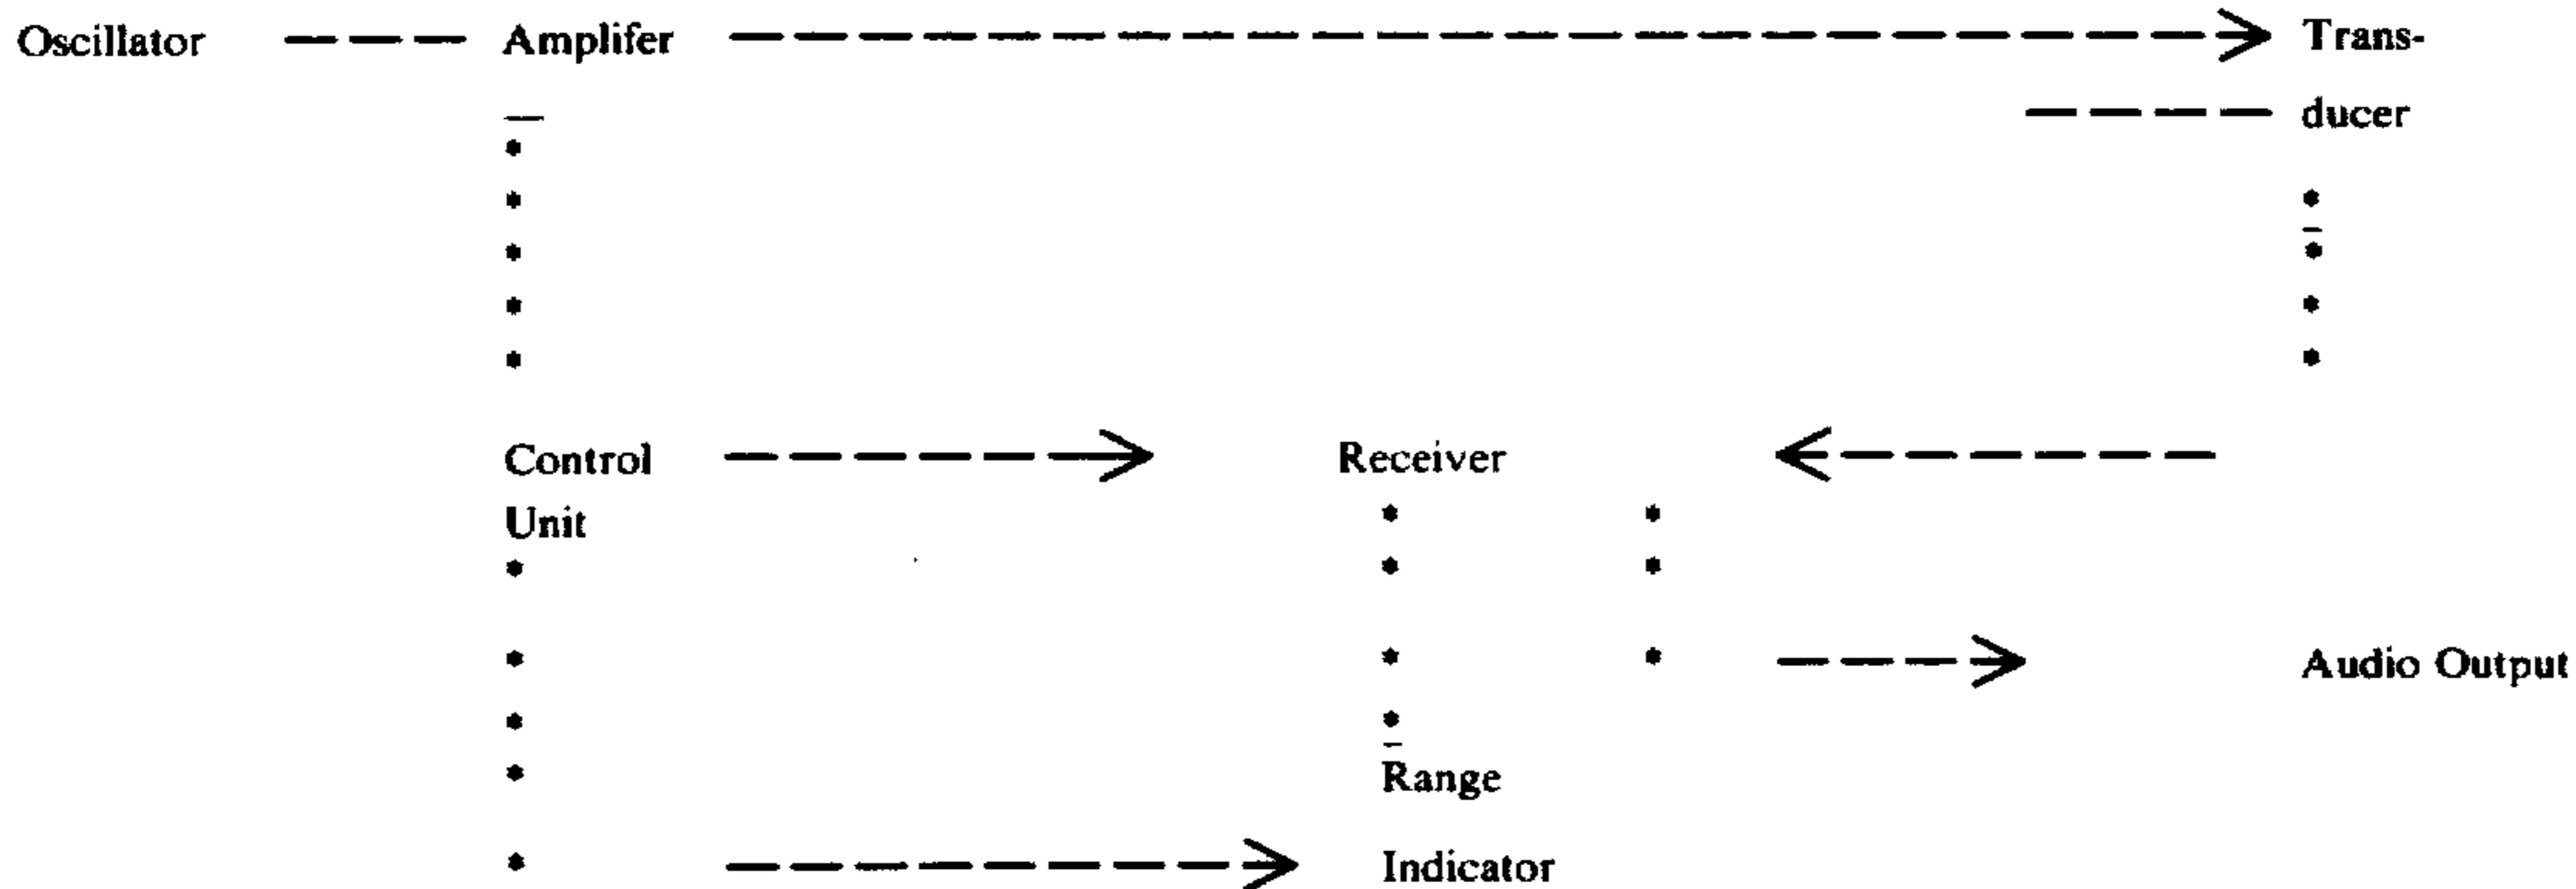 Oscillator Amplifer Trans-
ducer
Control Receiver
Unit
Audio Output
Range
Indicator